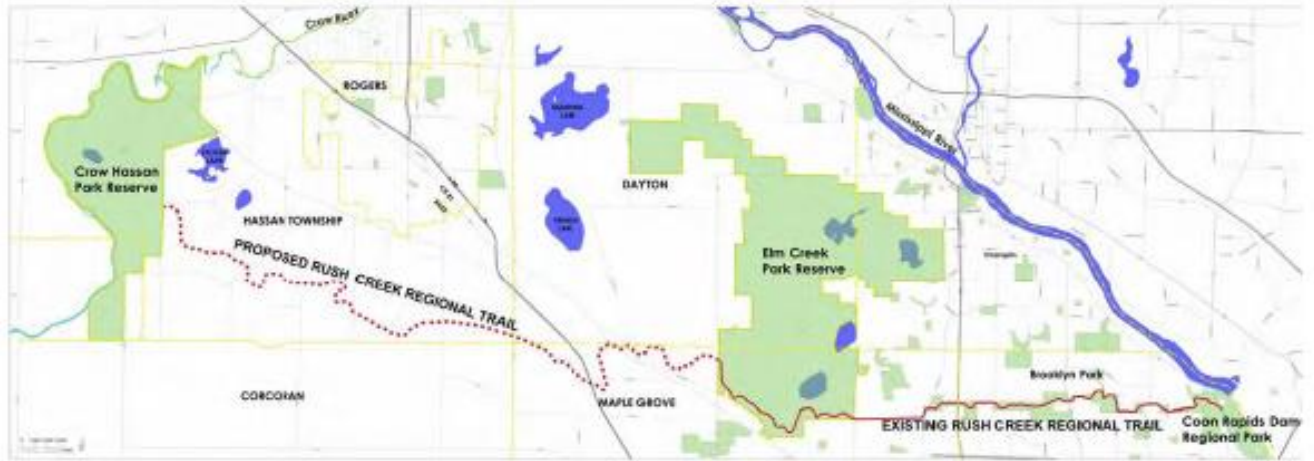 Crow River
ROGERS
Crow Hassan
Park Reserve
HASSAN TOWNSHIP
DAYTON
Mississippi River
Elm Creek
Park Reserve
Champlin
PROPOSED RUSH CREEK REGIONAL TRAIL
CORCORAN
MAPLE GROVE
Brooklyn Park
EXISTING RUSH CREEK REGIONAL TRAIL
Coon Rapids Dam
Regional Park